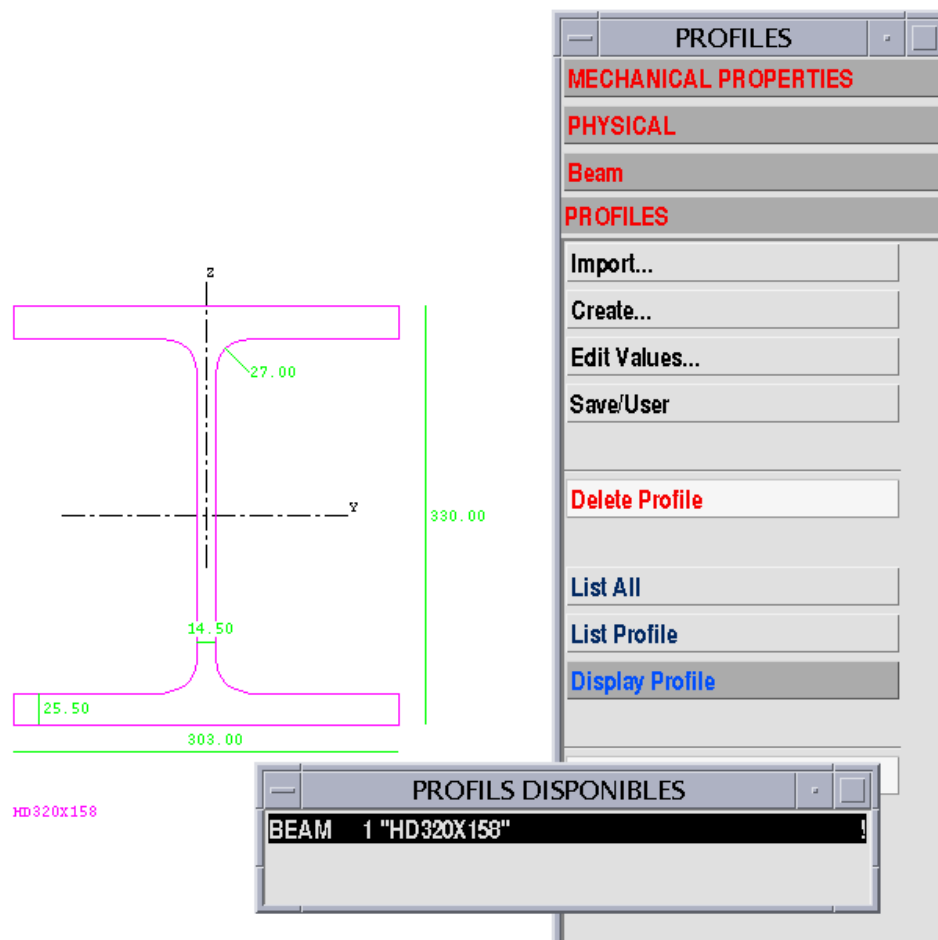 PROFILES
MECHANICAL PROPERTIES
PHYSICAL
Beam
PROFILES
Import...
Create...
Edit Values...
Save/User
Delete Profile
List All
List Profile
Display Profile
Z
27.00
Y
330.00
14.50
25.50
303.00
HD320X158
PROFILS DISPONIBLES
BEAM 1 "HD320X158" !